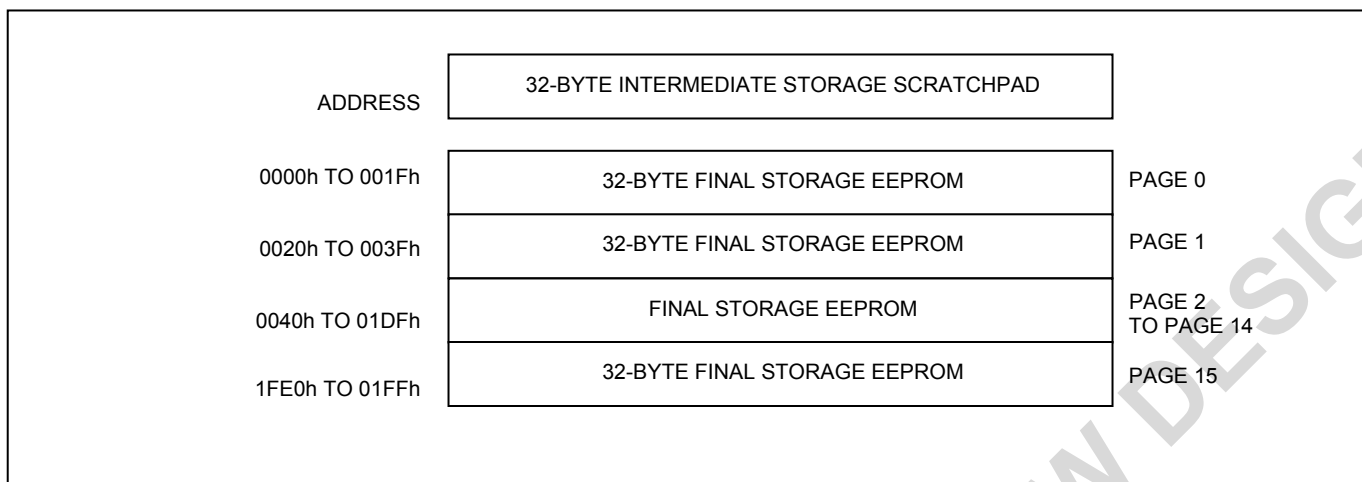 32-BYTE INTERMEDIATE STORAGE SCRATCHPAD
ADDRESS
0000h TO 001Fh 32-BYTE FINAL STORAGE EEPROM PAGE 0
0020h TO 003Fh 32-BYTE FINAL STORAGE EEPROM PAGE 1
0040h TO 01DFh FINAL STORAGE EEPROM PAGE 2
TO PAGE 14
1FE0h TO 01FFh 32-BYTE FINAL STORAGE EEPROM PAGE 15